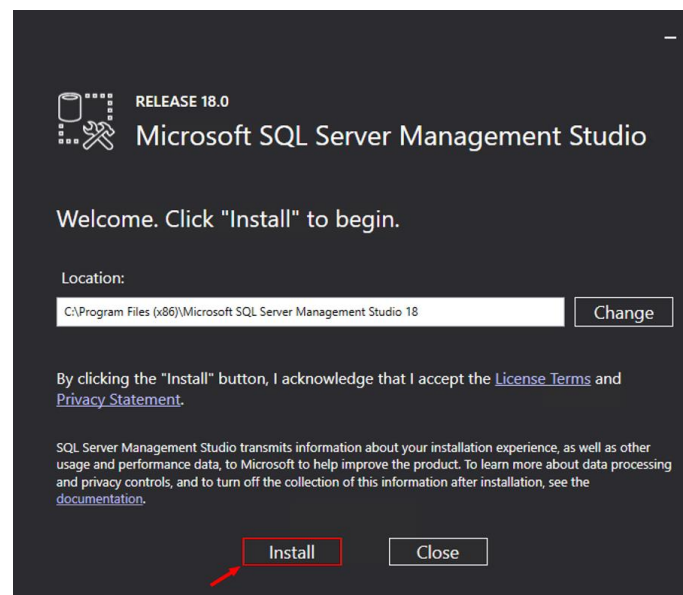 RELEASE 18.0
Microsoft SQL Server Management Studio
Welcome. Click "Install" to begin.
Location:
C:\Program Files (x86)\Microsoft SQL Server Management Studio 18
Change
By clicking the "Install" button, I acknowledge that I accept the License Terms and
Privacy Statement.
SQL Server Management Studio transmits information about your installation experience, as well as other
usage and performance data, to Microsoft to help improve the product. To learn more about data processing
and privacy controls, and to turn off the collection of this information after installation, see the
documentation.
Install
Close